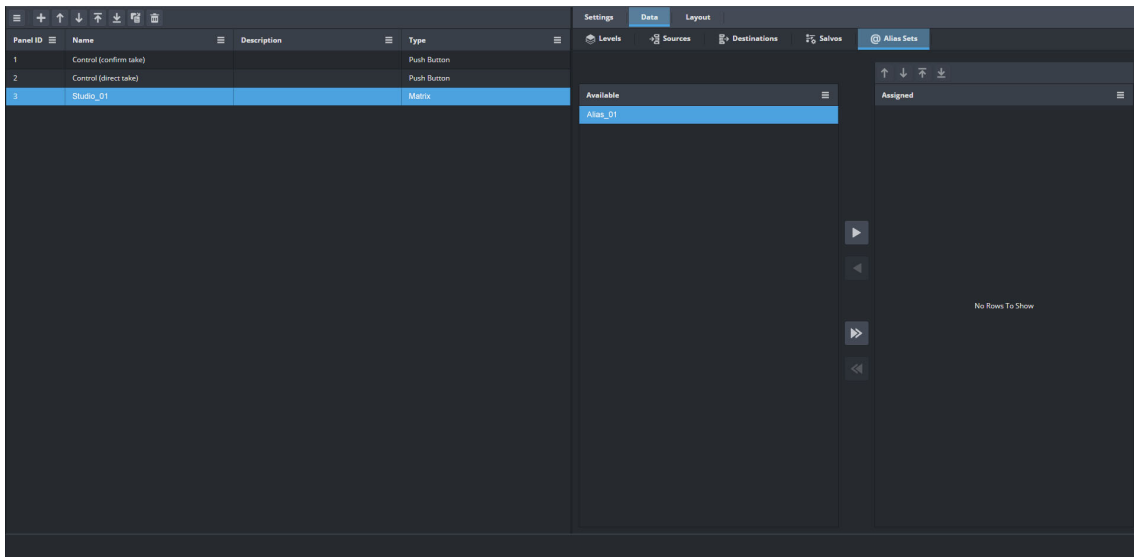 Settings Data Layout
Panel ID Name Description Type
Levels Sources Destinations Salvos @ Alias Sets
1 Control (confirm take) Push Button
2 Control (direct take) Push Button
3 Studio_01 Matrix
Available
Alias_01
Assigned
No Rows To Show